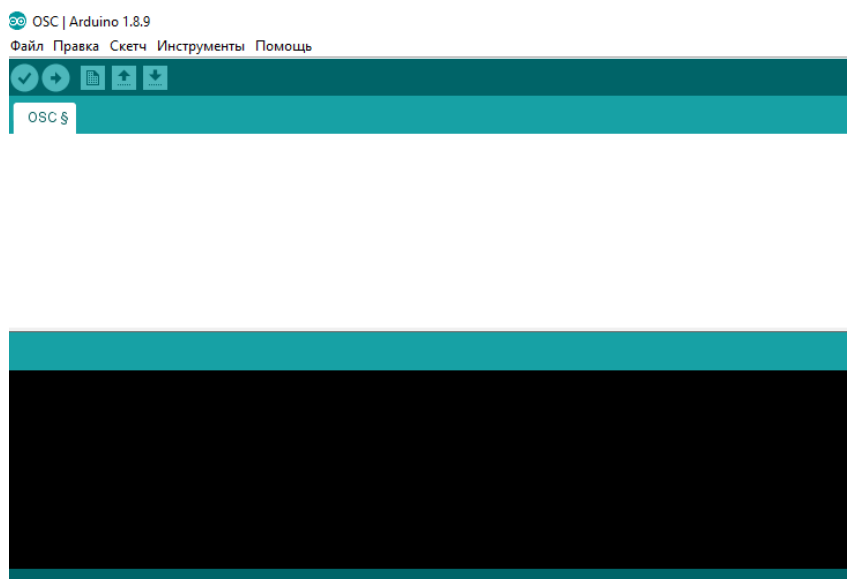 OSC | Arduino 1.8.9
Файл Правка Скетч Инструменты Помощь
OSC §